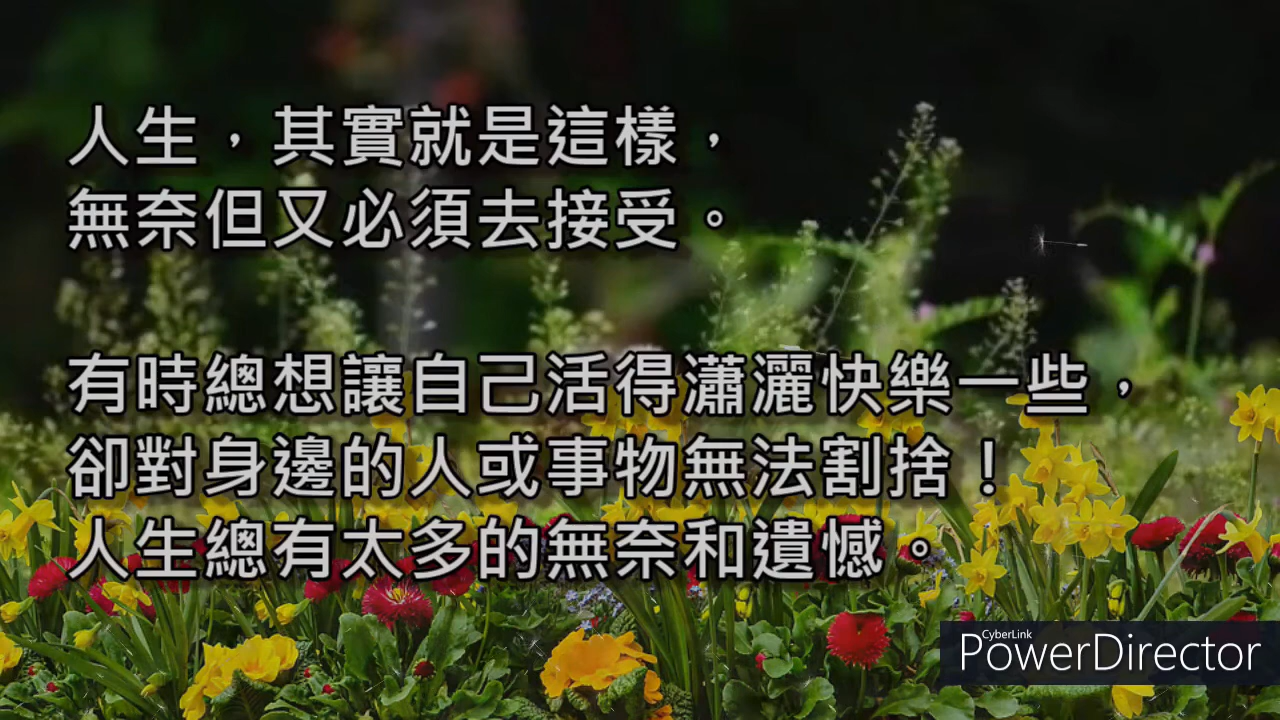 人生，其實就是這樣，
無奈但又必須去接受。
有時總想讓自己活得瀟灑快樂一些，
卻對身邊的人或事物無法割捨！
人生總有太多的無奈和遺憾。
CyberLink
PowerDirector